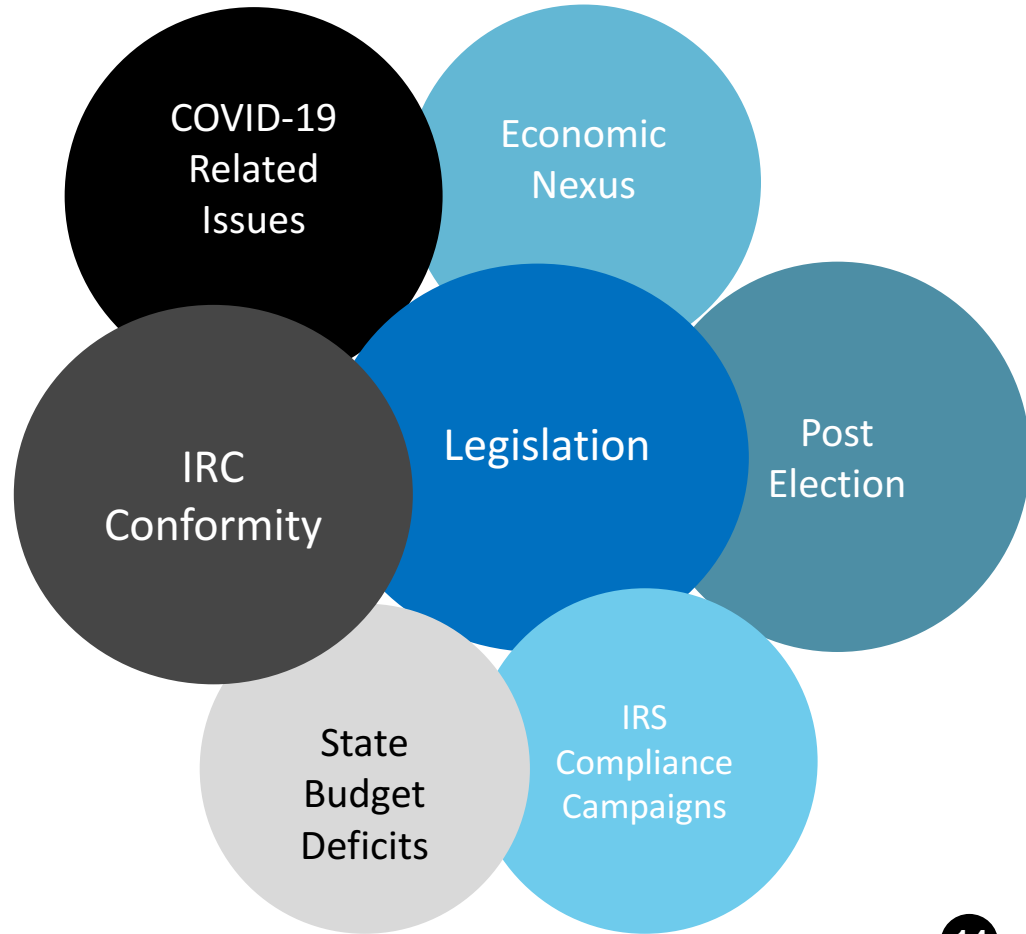 COVID-19
Related
Issues
Economic
Nexus
Legislation
Post
Election
IRC
Conformity
State
Budget
Deficits
IRS
Compliance
Campaigns